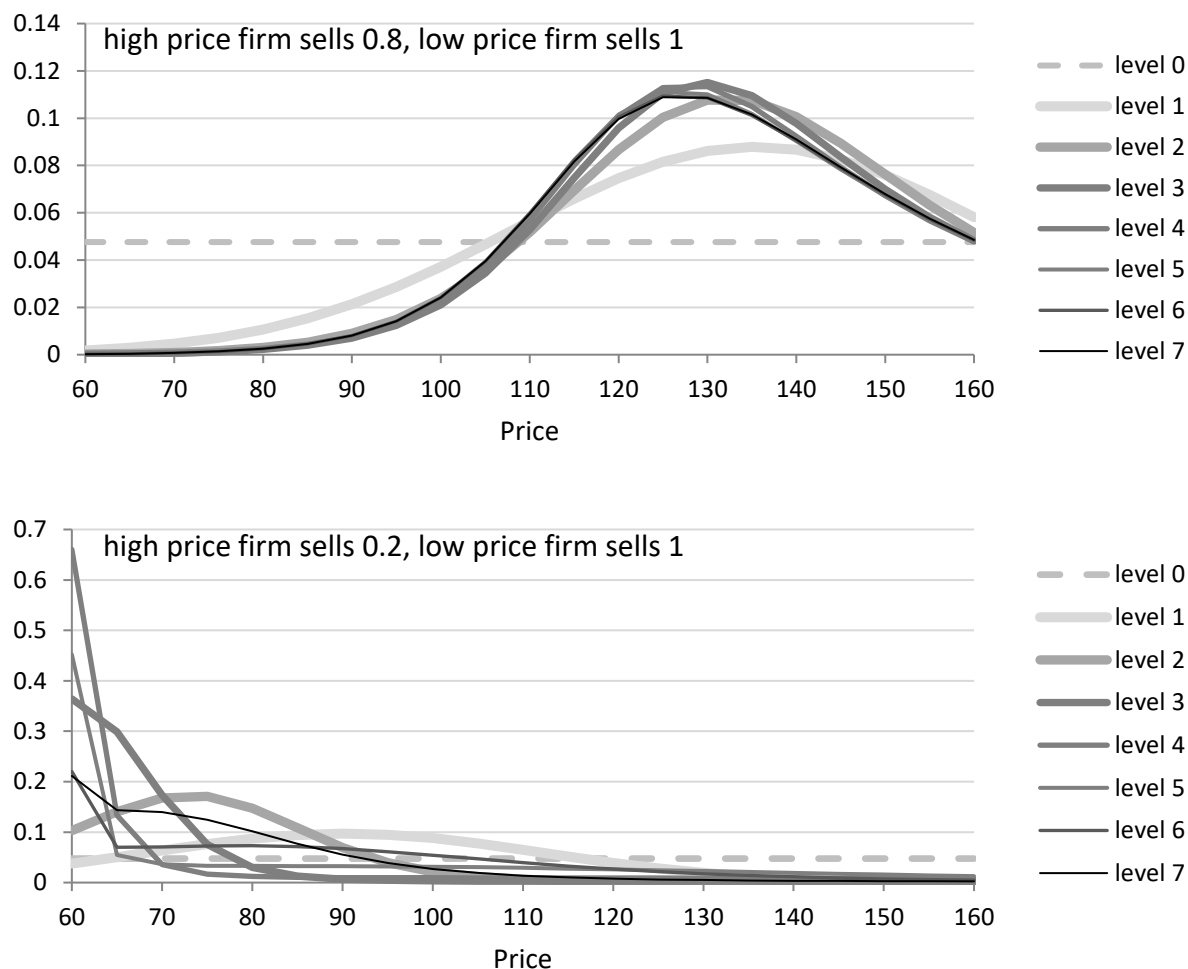 high price firm sells 0.8, low price firm sells 1
0.14
0.12
0.1
0.08
0.06
0.04
0.02
0
60 70 80 90 100 110 120 130 140 150 160
Price
level 0
level 1
level 2
level 3
level 4
level 5
level 6
level 7
high price firm sells 0.2, low price firm sells 1
0.7
0.6
0.5
0.4
0.3
0.2
0.1
0
60 70 80 90 100 110 120 130 140 150 160
Price
level 0
level 1
level 2
level 3
level 4
level 5
level 6
level 7